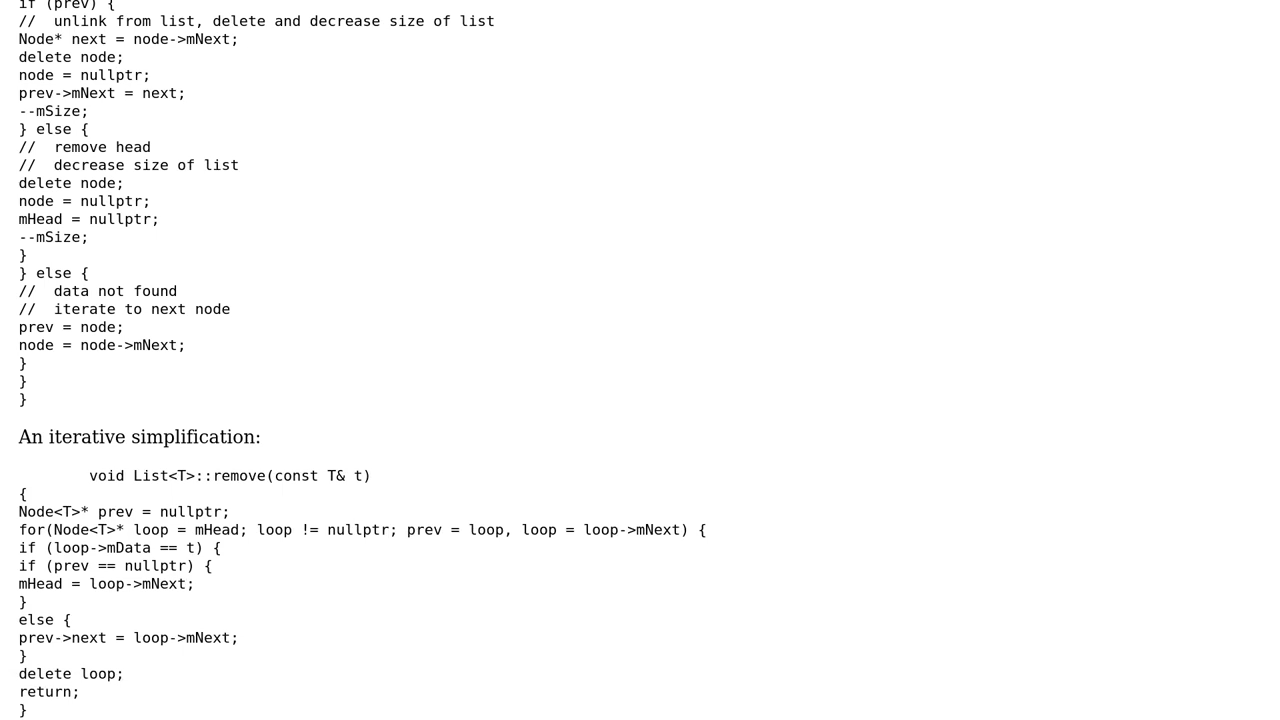 if (prev) {
//  unlink from list, delete and decrease size of list
Node* next = node->mNext;
delete node;
node = nullptr;
prev->mNext = next;
--mSize;
} else {
//  remove head
//  decrease size of list
delete node;
node = nullptr;
mHead = nullptr;
--mSize;
}
} else {
//  data not found
//  iterate to next node
prev = node;
node = node->mNext;
}
}
}
An iterative simplification:
        void List<T>::remove(const T& t)
{
Node<T>* prev = nullptr;
for(Node<T>* loop = mHead; loop != nullptr; prev = loop, loop = loop->mNext) {
if (loop->mData == t) {
if (prev == nullptr) {
mHead = loop->mNext;
}
else {
prev->next = loop->mNext;
}
delete loop;
return;
}